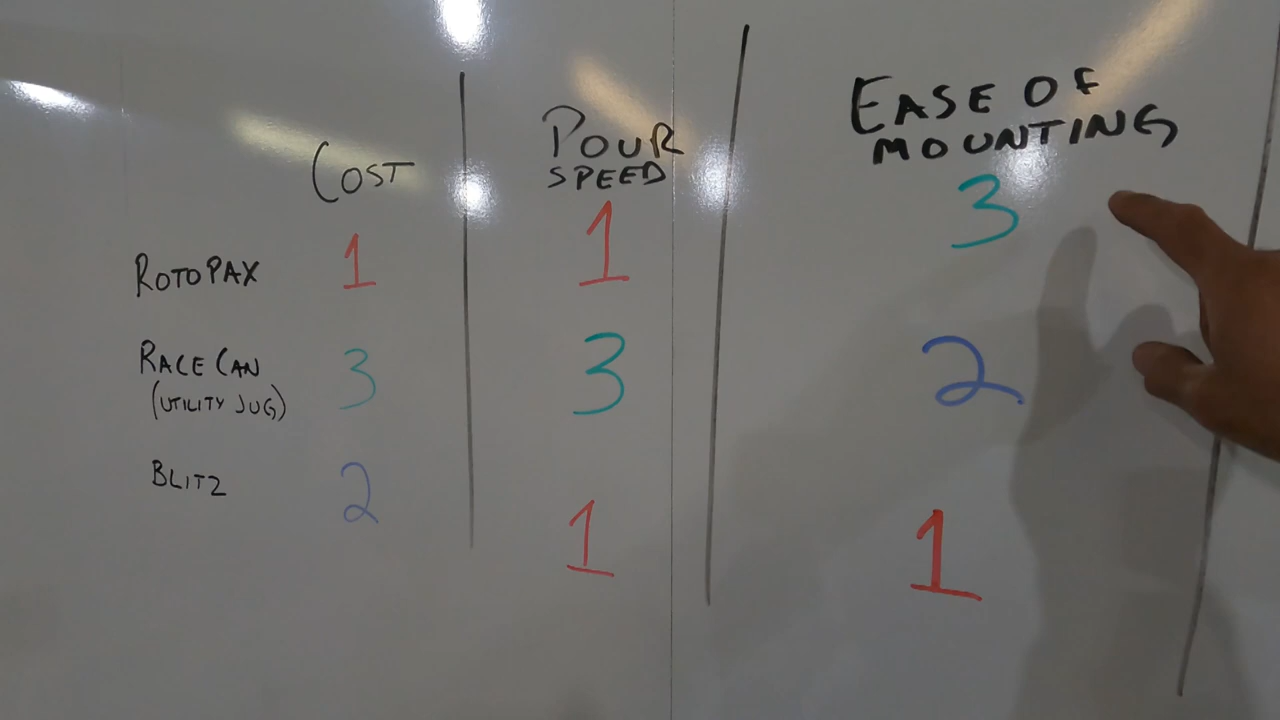 COST
POUR
SPEED
EASE OF
MOUNTING
ROTOPAX 1 1 3
RACE CAN 3 3 2
(UTILITY JUG)
BLITZ 2 1 1